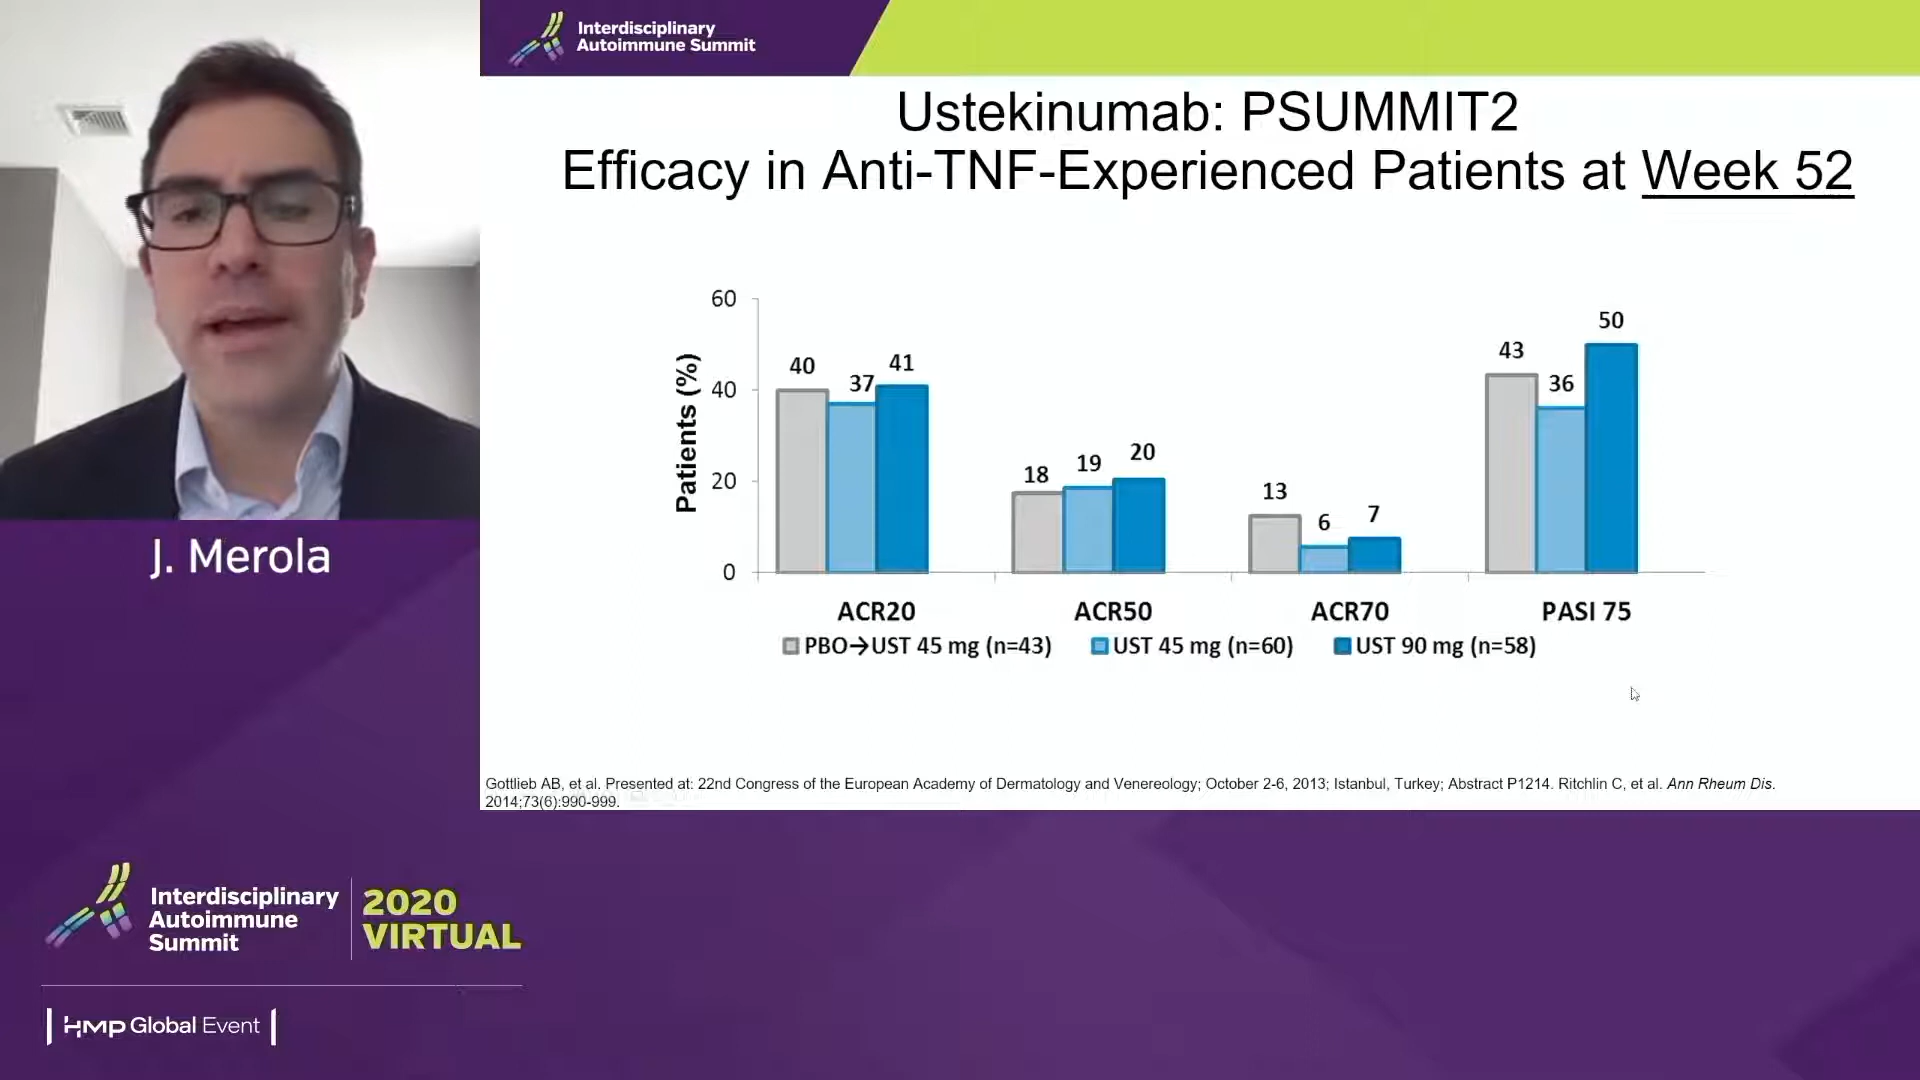 Interdisciplinary
Autoimmune Summit
Ustekinumab: PSUMMIT2
Efficacy in Anti-TNF-Experienced Patients at Week 52
Patients (%)
60
40
20
0
40
37
41
18
19
20
13
6
7
43
36
50
ACR20
ACR50
ACR70
PASI 75
PBO→UST 45 mg (n=43)
UST 45 mg (n=60)
UST 90 mg (n=58)
Gottlieb AB, et al. Presented at: 22nd Congress of the European Academy of Dermatology and Venereology; October 2-6, 2013; Istanbul, Turkey; Abstract P1214. Ritchlin C, et al. Ann Rheum Dis.
2014;73(6):990-999.
J. Merola
Interdisciplinary
Autoimmune
Summit
2020
VIRTUAL
HMP Global Event